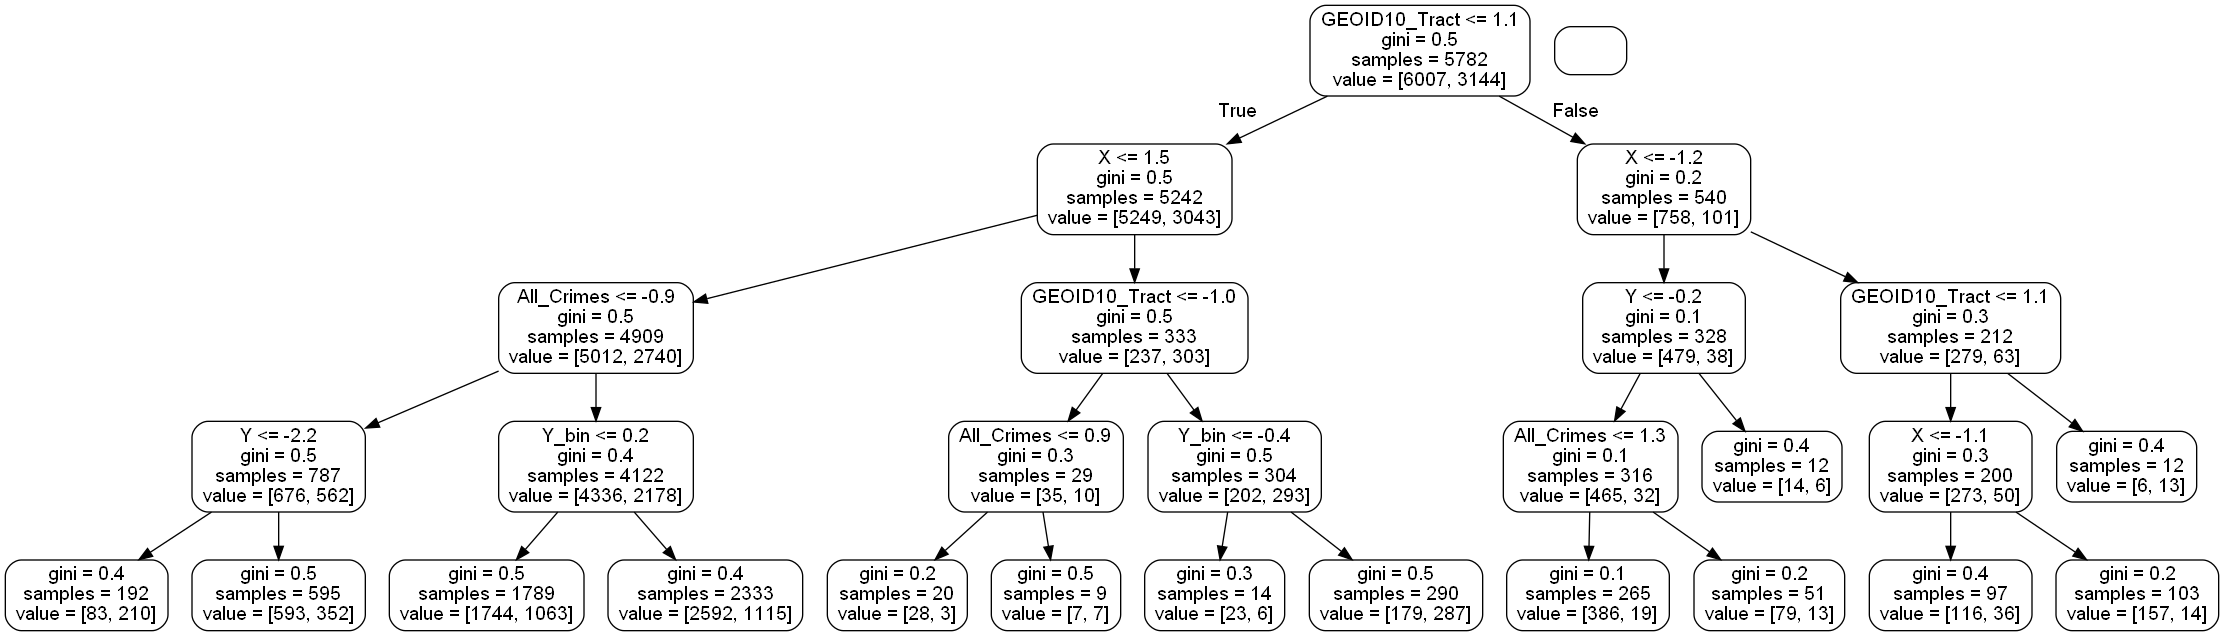 GEOID10_Tract <= 1.1
gini = 0.5
samples = 5782
value = [6007, 3144]
True
False
X <= 1.5
gini = 0.5
samples = 5242
value = [5249, 3043]
X <= -1.2
gini = 0.2
samples = 540
value = [758, 101]
All_Crimes <= -0.9
gini = 0.5
samples = 4909
value = [5012, 2740]
GEOID10_Tract <= -1.0
gini = 0.5
samples = 333
value = [237, 303]
Y <= -0.2
gini = 0.1
samples = 328
value = [479, 38]
GEOID10_Tract <= 1.1
gini = 0.3
samples = 212
value = [279, 63]
Y <= -2.2
gini = 0.5
samples = 787
value = [676, 562]
Y_bin <= 0.2
gini = 0.4
samples = 4122
value = [4336, 2178]
All_Crimes <= 0.9
gini = 0.3
samples = 29
value = [35, 10]
Y_bin <= -0.4
gini = 0.5
samples = 304
value = [202, 293]
All_Crimes <= 1.3
gini = 0.1
samples = 316
value = [465, 32]
gini = 0.4
samples = 12
value = [14, 6]
X <= -1.1
gini = 0.3
samples = 200
value = [273, 50]
gini = 0.4
samples = 12
value = [6, 13]
gini = 0.4
samples = 192
value = [83, 210]
gini = 0.5
samples = 595
value = [593, 352]
gini = 0.5
samples = 1789
value = [1744, 1063]
gini = 0.4
samples = 2333
value = [2592, 1115]
gini = 0.2
samples = 20
value = [28, 3]
gini = 0.5
samples = 9
value = [7, 7]
gini = 0.3
samples = 14
value = [23, 6]
gini = 0.5
samples = 290
value = [179, 287]
gini = 0.1
samples = 265
value = [386, 19]
gini = 0.2
samples = 51
value = [79, 13]
gini = 0.4
samples = 97
value = [116, 36]
gini = 0.2
samples = 103
value = [157, 14]